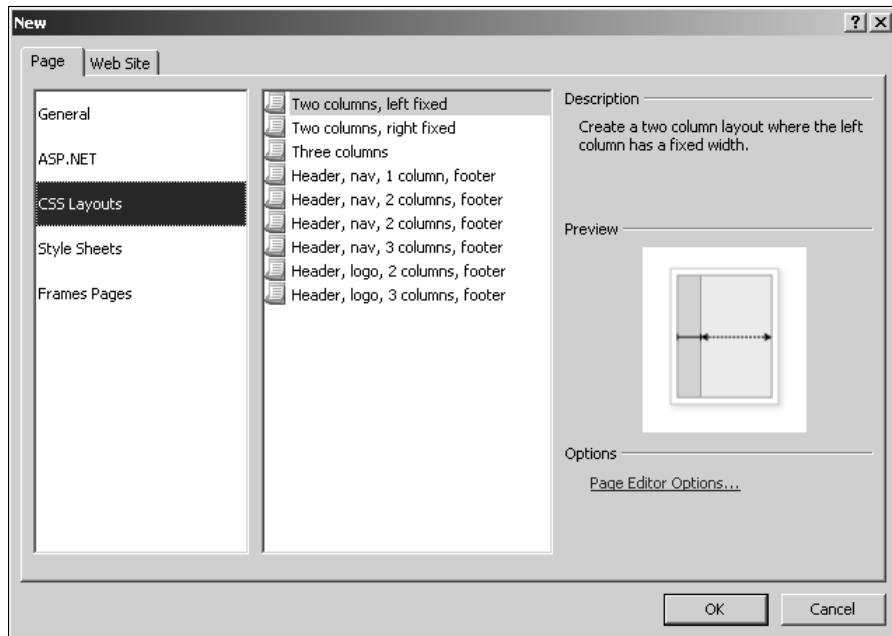 New
Page
Web Site
General
ASP.NET
CSS Layouts
Style Sheets
Frames Pages
Two columns, left fixed
Two columns, right fixed
Three columns
Header, nav, 1 column, footer
Header, nav, 2 columns, footer
Header, nav, 2 columns, footer
Header, nav, 3 columns, footer
Header, logo, 2 columns, footer
Header, logo, 3 columns, footer
Description
Create a two column layout where the left
column has a fixed width.
Preview
Options
Page Editor Options...
OK
Cancel